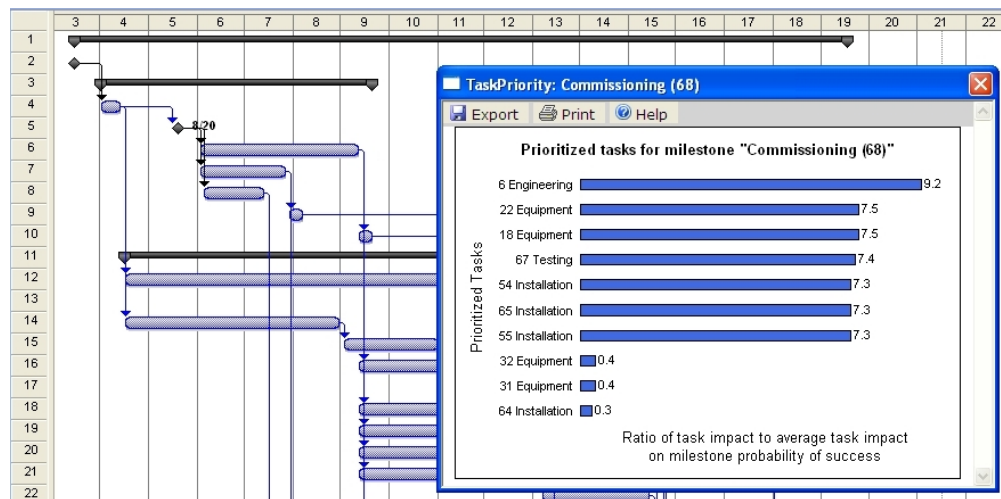 3 4 5 6 7 8 9 10 11 12 13 14 15 16 17 18 19 20 21 22
1
2
3
4
5 8/20
6
7
8
9
10
11
12
13
14
15
16
17
18
19
20
21
22
TaskPriority: Commissioning (68)
Export Print Help
Prioritized tasks for milestone "Commissioning (68)"
Prioritized Tasks
6 Engineering 9.2
22 Equipment 7.5
18 Equipment 7.5
67 Testing 7.4
54 Installation 7.3
65 Installation 7.3
55 Installation 7.3
32 Equipment 0.4
31 Equipment 0.4
64 Installation 0.3
Ratio of task impact to average task impact
on milestone probability of success